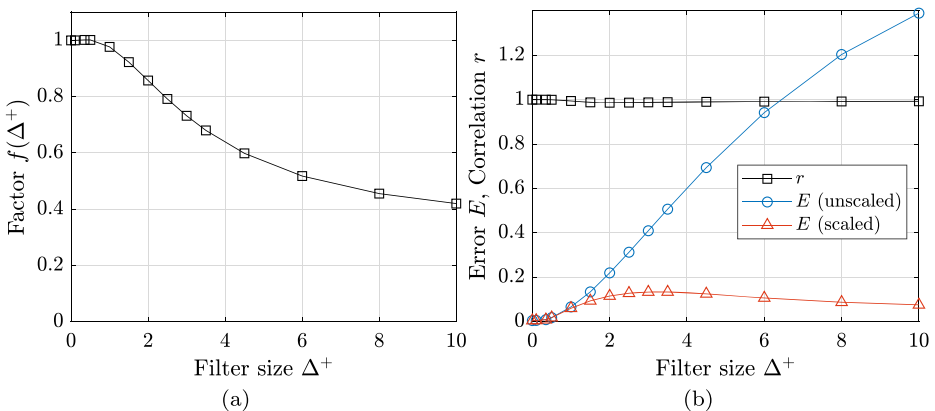 1
0.8
0.6
0.4
0.2
0
0 2 4 6 8 10
Factor f(Δ⁺)
Filter size Δ⁺
(a)
1.2
1
0.8
0.6
0.4
0.2
0
0 2 4 6 8 10
Error E, Correlation r
r
E (unscaled)
E (scaled)
Filter size Δ⁺
(b)